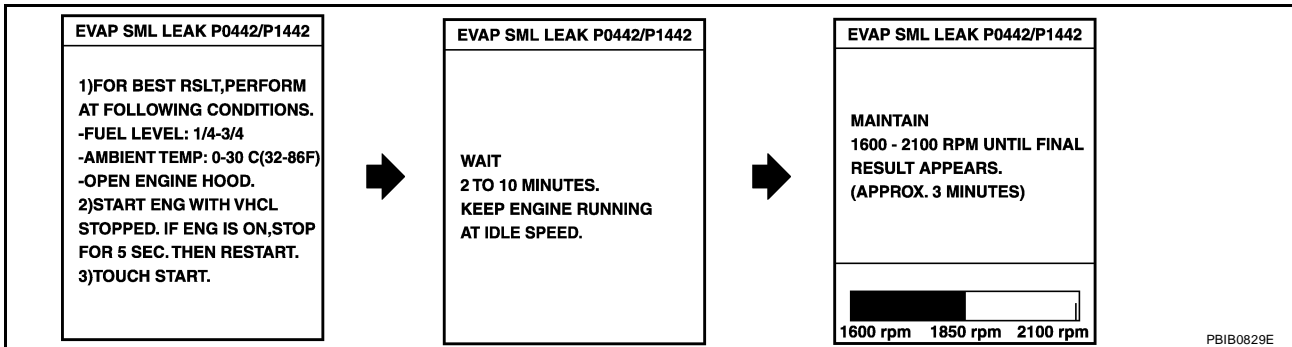 EVAP SML LEAK P0442/P1442
1)FOR BEST RSLT,PERFORM
AT FOLLOWING CONDITIONS.
-FUEL LEVEL: 1/4-3/4
-AMBIENT TEMP: 0-30 C(32-86F)
-OPEN ENGINE HOOD.
2)START ENG WITH VHCL
STOPPED. IF ENG IS ON,STOP
FOR 5 SEC. THEN RESTART.
3)TOUCH START.
EVAP SML LEAK P0442/P1442
WAIT
2 TO 10 MINUTES.
KEEP ENGINE RUNNING
AT IDLE SPEED.
EVAP SML LEAK P0442/P1442
MAINTAIN
1600 - 2100 RPM UNTIL FINAL
RESULT APPEARS.
(APPROX. 3 MINUTES)
1600 rpm 1850 rpm 2100 rpm
PBIB0829E